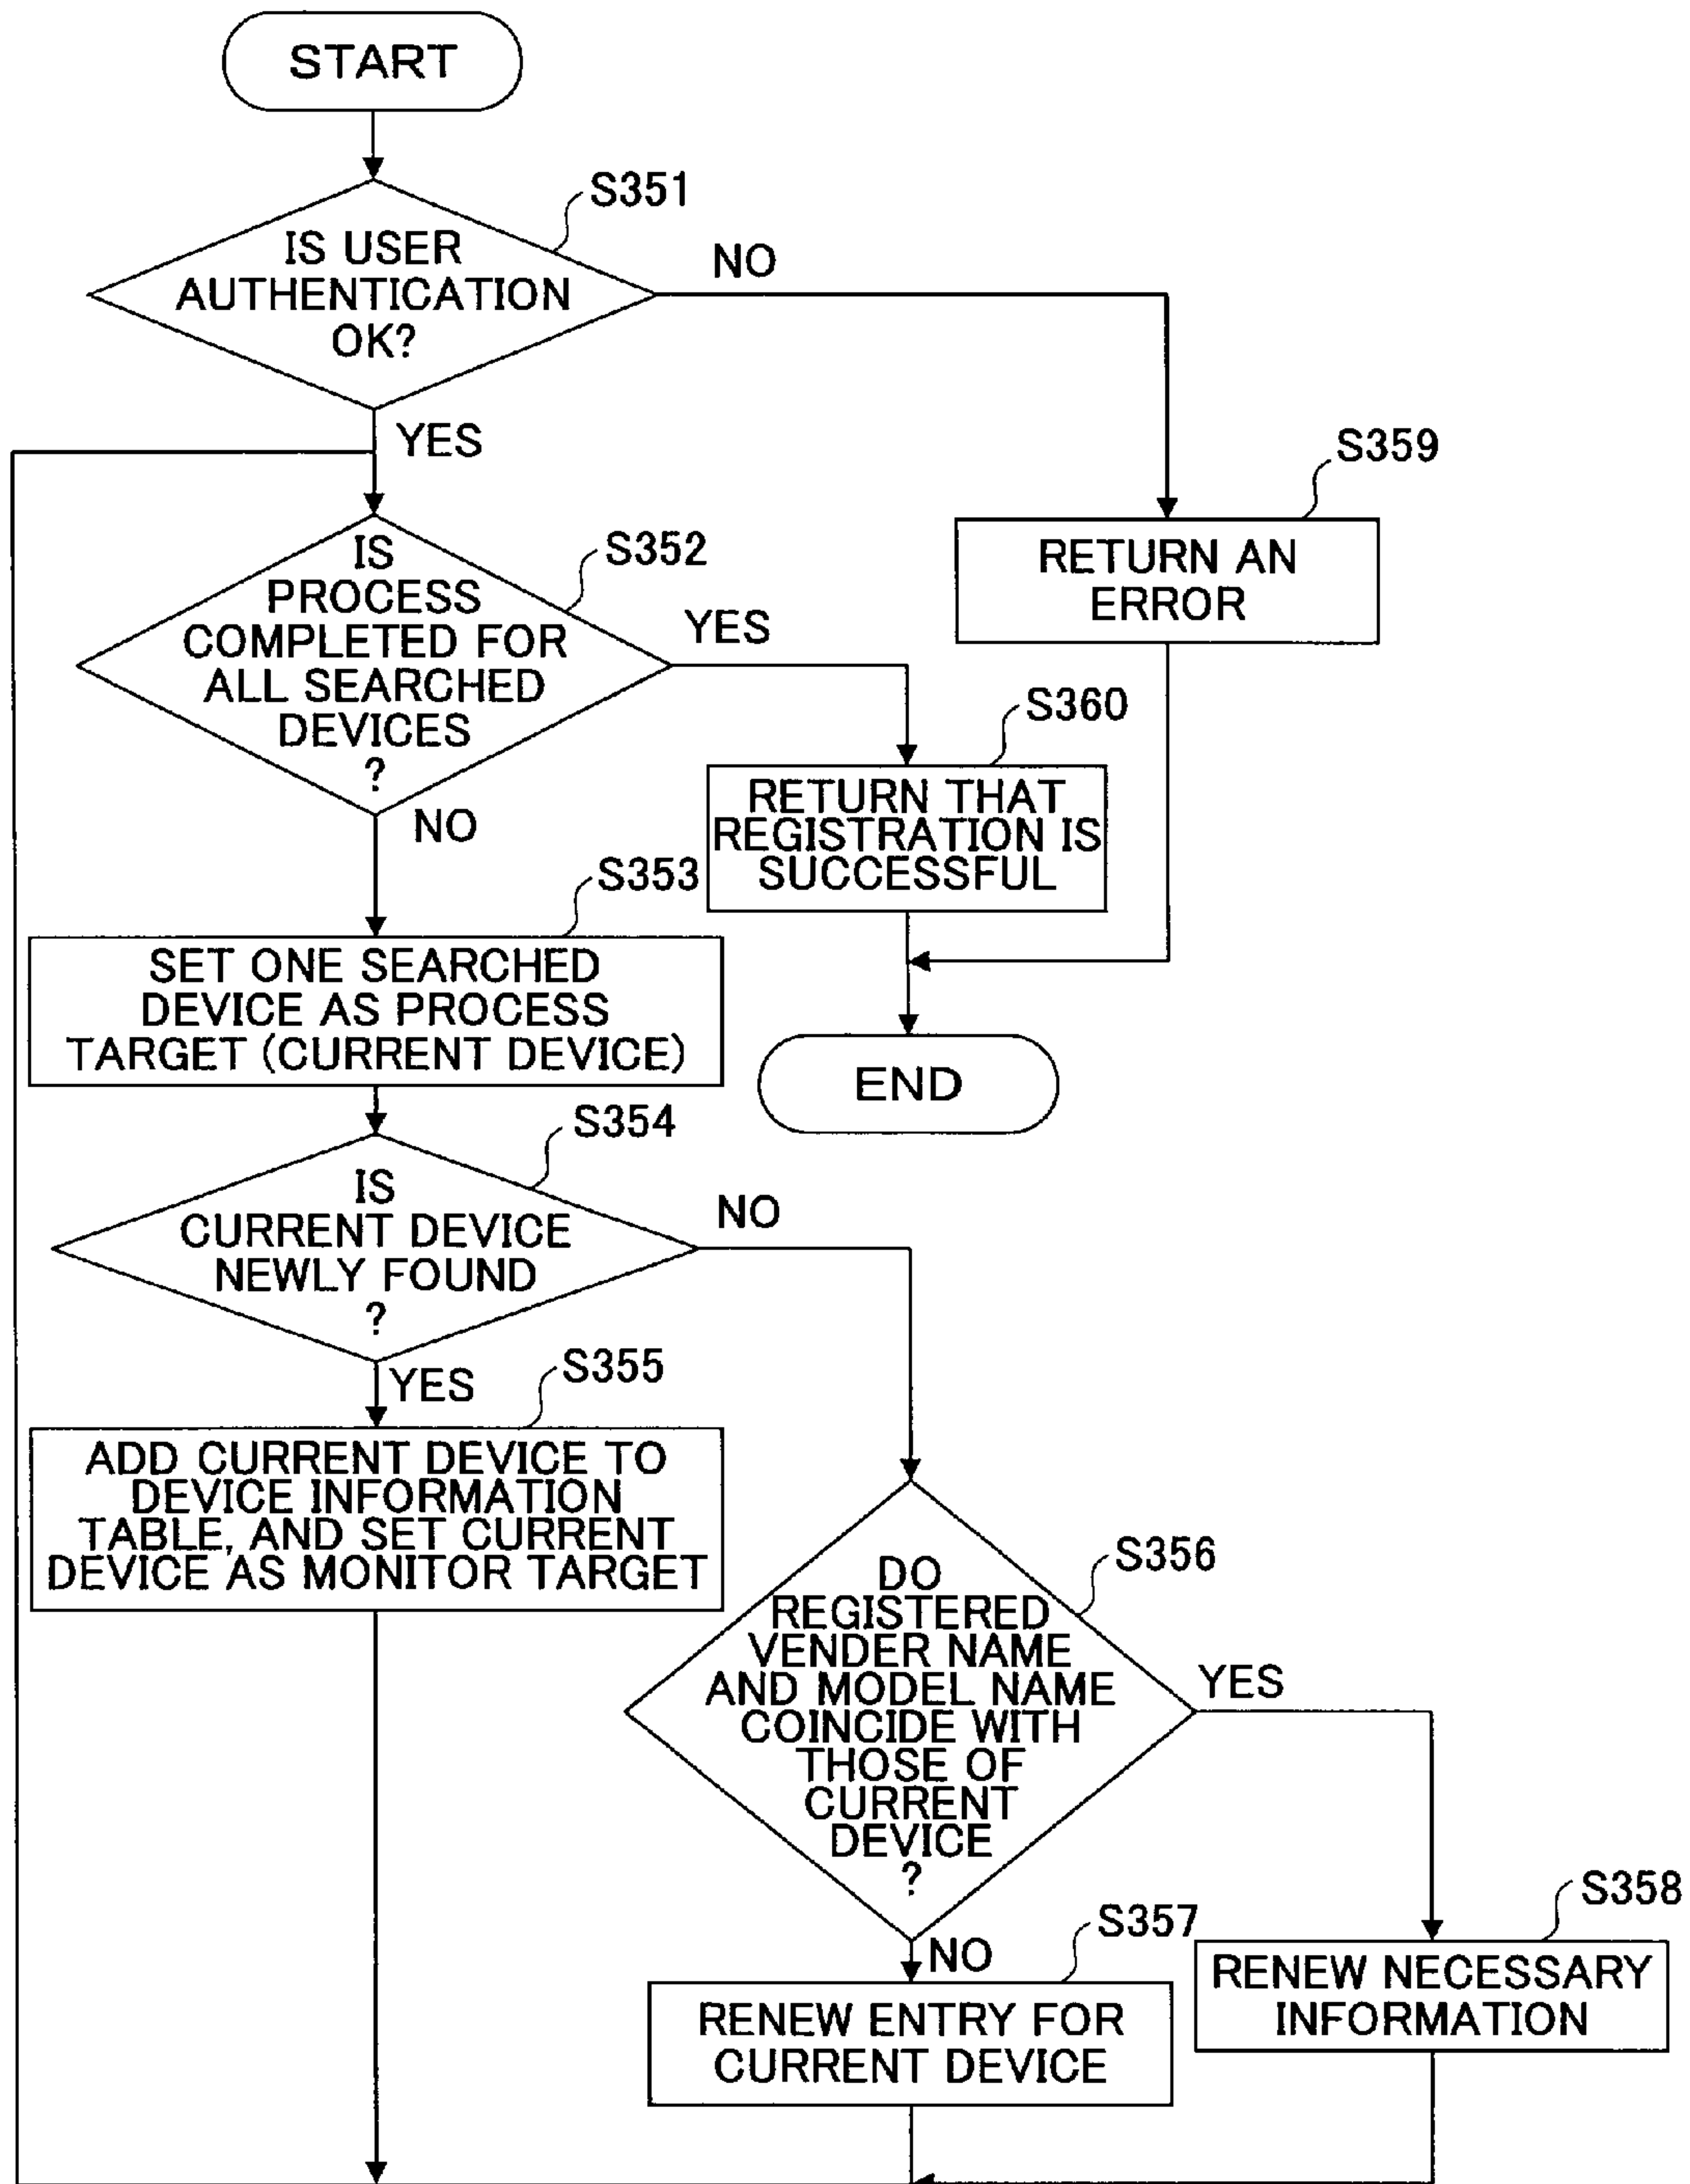 START
S351
IS USER
AUTHENTICATION
OK?
NO
YES
S359
RETURN AN
ERROR
S352
IS
PROCESS
COMPLETED FOR
ALL SEARCHED
DEVICES
?
YES
NO
S360
RETURN THAT
REGISTRATION IS
SUCCESSFUL
S353
SET ONE SEARCHED
DEVICE AS PROCESS
TARGET (CURRENT DEVICE)
END
S354
IS
CURRENT DEVICE
NEWLY FOUND
?
NO
YES
S355
ADD CURRENT DEVICE TO
DEVICE INFORMATION
TABLE, AND SET CURRENT
DEVICE AS MONITOR TARGET
S356
DO
REGISTERED
VENDER NAME
AND MODEL NAME
COINCIDE WITH
THOSE OF
CURRENT
DEVICE
?
YES
NO
S357
RENEW ENTRY FOR
CURRENT DEVICE
S358
RENEW NECESSARY
INFORMATION